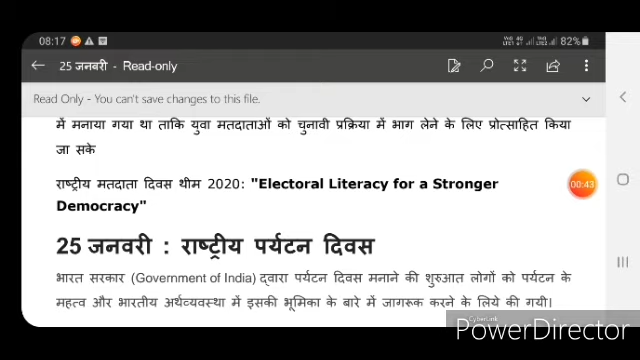 08:17
82%
25 जनवरी - Read-only
Read Only - You can't save changes to this file.
में मनाया गया था ताकि युवा मतदाताओं को चुनावी प्रक्रिया में भाग लेने के लिए प्रोत्साहित किया
जा सके
राष्ट्रीय मतदाता दिवस थीम 2020: "Electoral Literacy for a Stronger
Democracy"
00:43
25 जनवरी : राष्ट्रीय पर्यटन दिवस
भारत सरकार (Government of India) द्वारा पर्यटन दिवस मनाने की शुरुआत लोगों को पर्यटन के
महत्व और भारतीय अर्थव्यवस्था में इसकी भूमिका के बारे में जागरूक करने के लिये की गयी।
CyberLink
PowerDirector